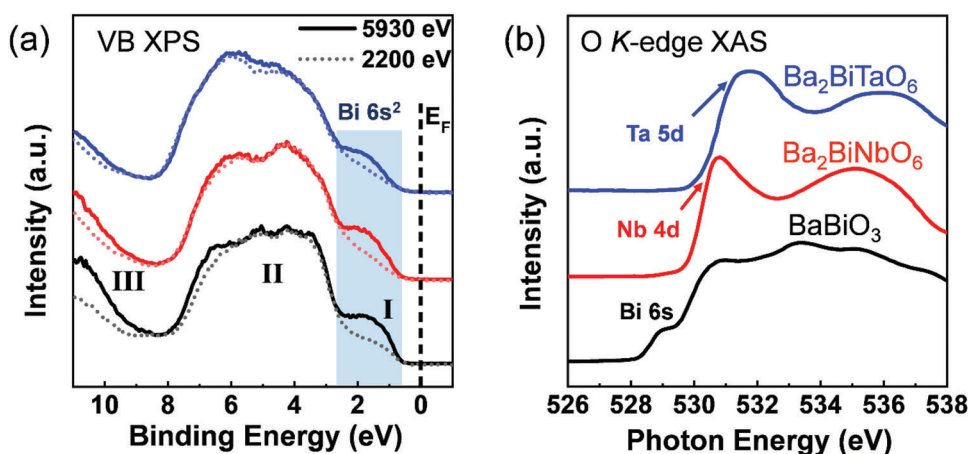 (a)
VB XPS
5930 eV
2200 eV
Bi 6s²
E_F
III
II
I
Intensity (a.u.)
10 8 6 4 2 0
Binding Energy (eV)
(b)
O K-edge XAS
Ba₂BiTaO₆
Ta 5d
Ba₂BiNbO₆
Nb 4d
BaBiO₃
Bi 6s
Intensity (a.u.)
526 528 530 532 534 536 538
Photon Energy (eV)